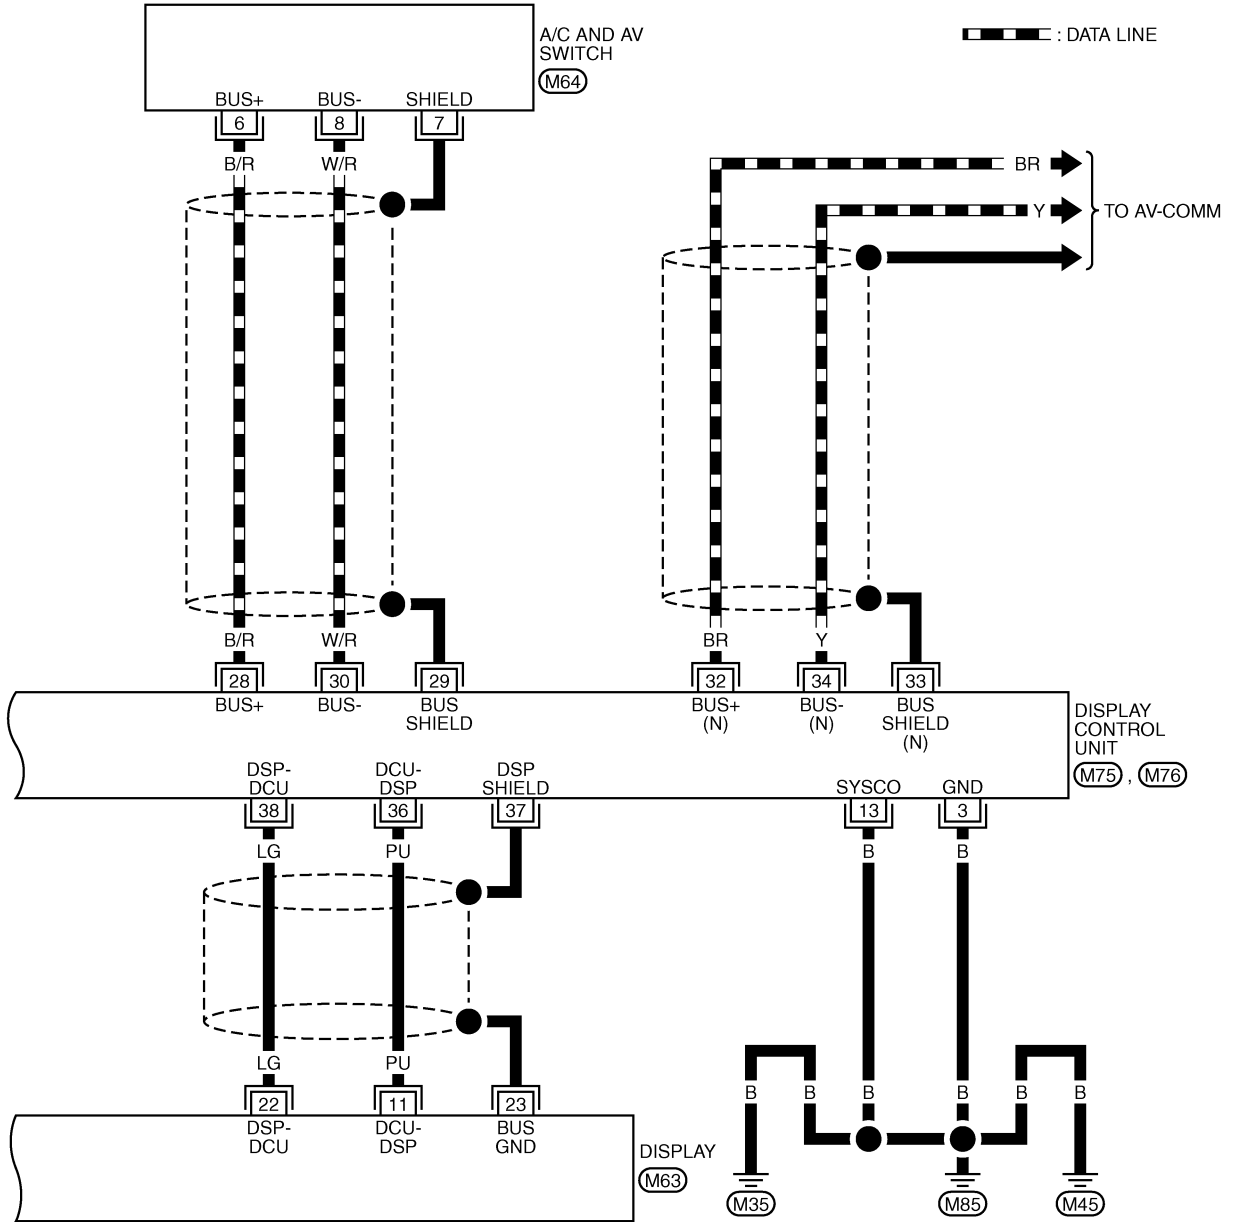 A/C AND AV
SWITCH
M64
: DATA LINE
BUS+ BUS- SHIELD
6 8 7
B/R W/R
BR
Y
TO AV-COMM
B/R W/R BR Y
28 30 29 32 34 33
BUS+ BUS- BUS
SHIELD
BUS+
(N)
BUS-
(N)
BUS
SHIELD
(N)
DISPLAY
CONTROL
UNIT
M75 , M76
DSP-
DCU
DCU-
DSP
DSP
SHIELD
SYSCO GND
38 36 37 13 3
LG PU B B
LG PU
B B B B B B
22 11 23
DSP-
DCU
DCU-
DSP
BUS
GND
DISPLAY
M63
M35 M85 M45